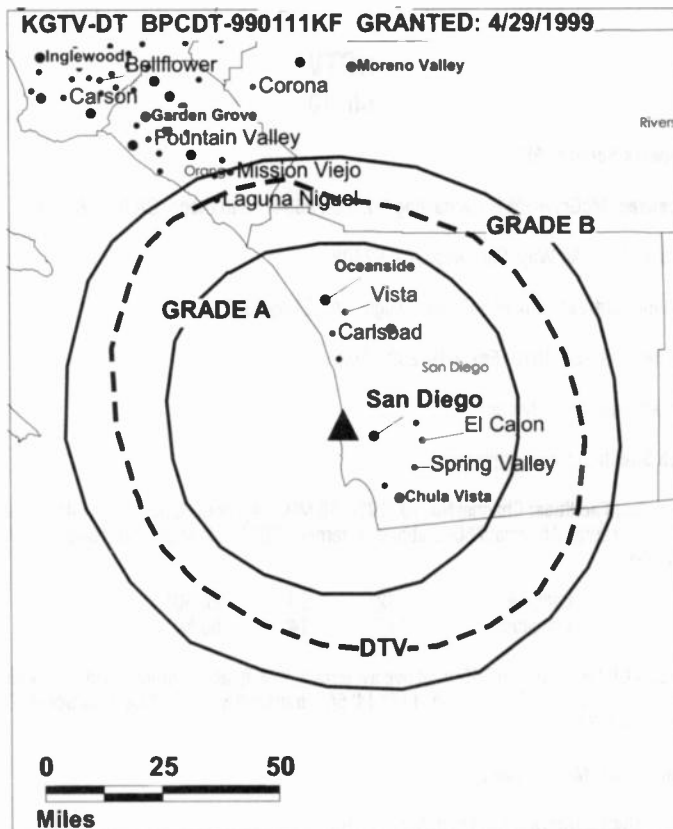 KGTV-DT BPCDT-990111KF GRANTED: 4/29/1999
Inglewood
Bellflower
Moreno Valley
Carson
Corona
Garden Grove
Fountain Valley
Orang
Mission Viejo
Laguna Niguel
GRADE B
Oceanside
GRADE A
Vista
Carlsbad
San Diego
San Diego
El Cajon
Spring Valley
Chula Vista
DTV
0 25 50
Miles